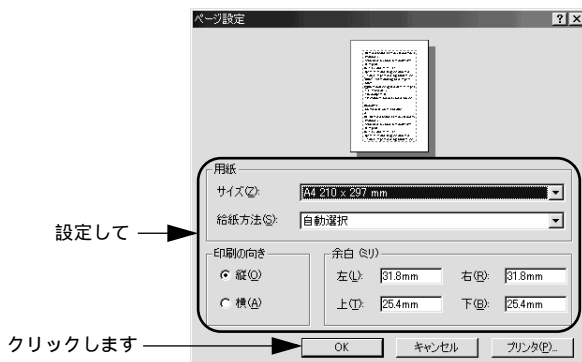 ページ設定
用紙
サイズ(Z):
A4 210 x 297 mm
給紙方法(S):
自動選択
設定して
印刷の向き
縦(O)
横(A)
余白 (ミリ)
左(L):
31.8mm
右(R):
31.8mm
上(T):
25.4mm
下(B):
25.4mm
クリックします
OK
キャンセル
プリンタ(P)...